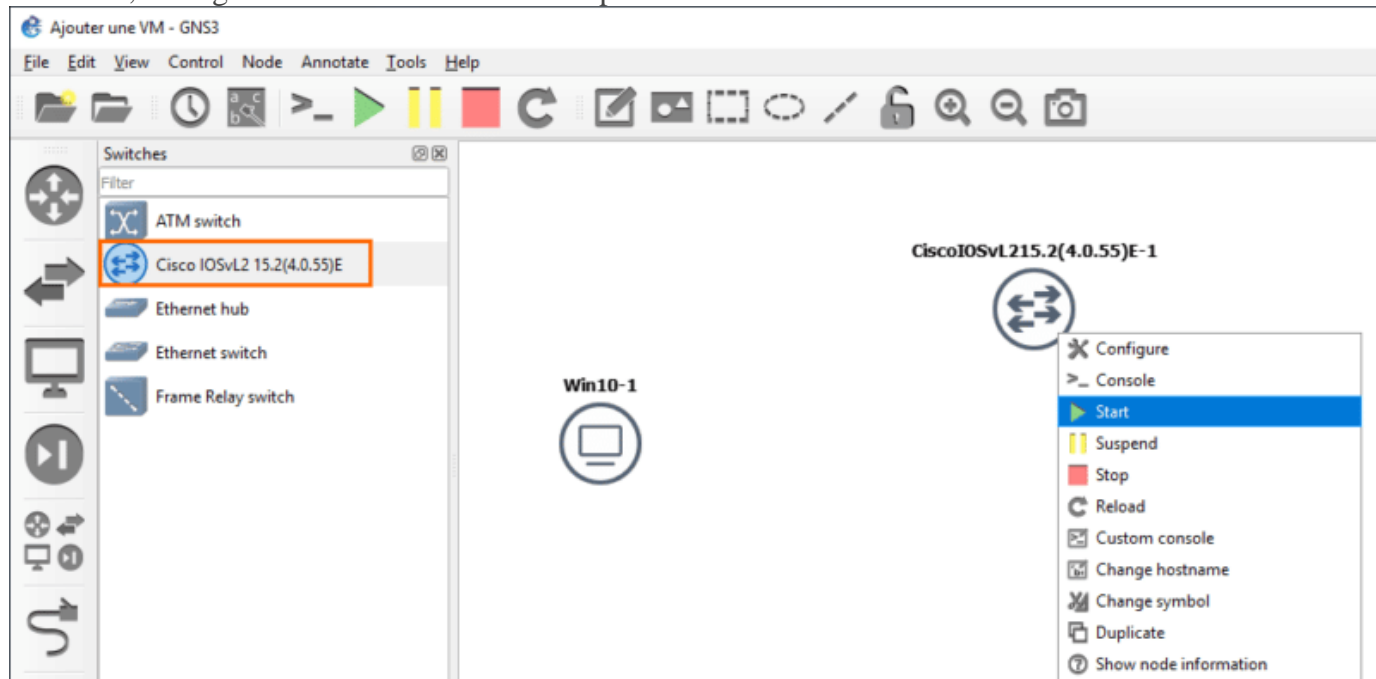 Ajouter une VM - GNS3
File Edit View Control Node Annotate Tools Help
Switches
Filter
ATM switch
Cisco IOSvL2 15.2(4.0.55)E
Ethernet hub
Ethernet switch
Frame Relay switch
CiscoIOSvL215.2(4.0.55)E-1
Win10-1
Configure
Console
Start
Suspend
Stop
Reload
Custom console
Change hostname
Change symbol
Duplicate
Show node information